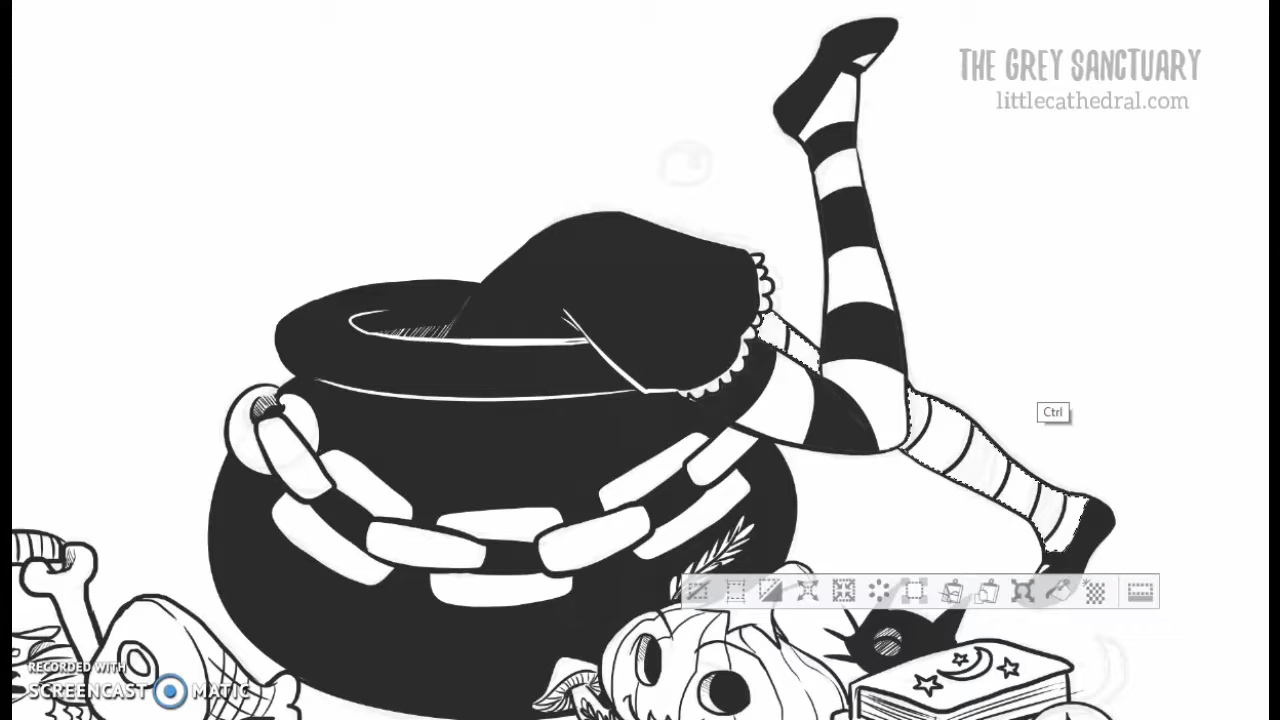 THE GREY SANCTUARY
littlecathedral.com
Ctrl
RECORDED WITH
SCREENCAST MATIC